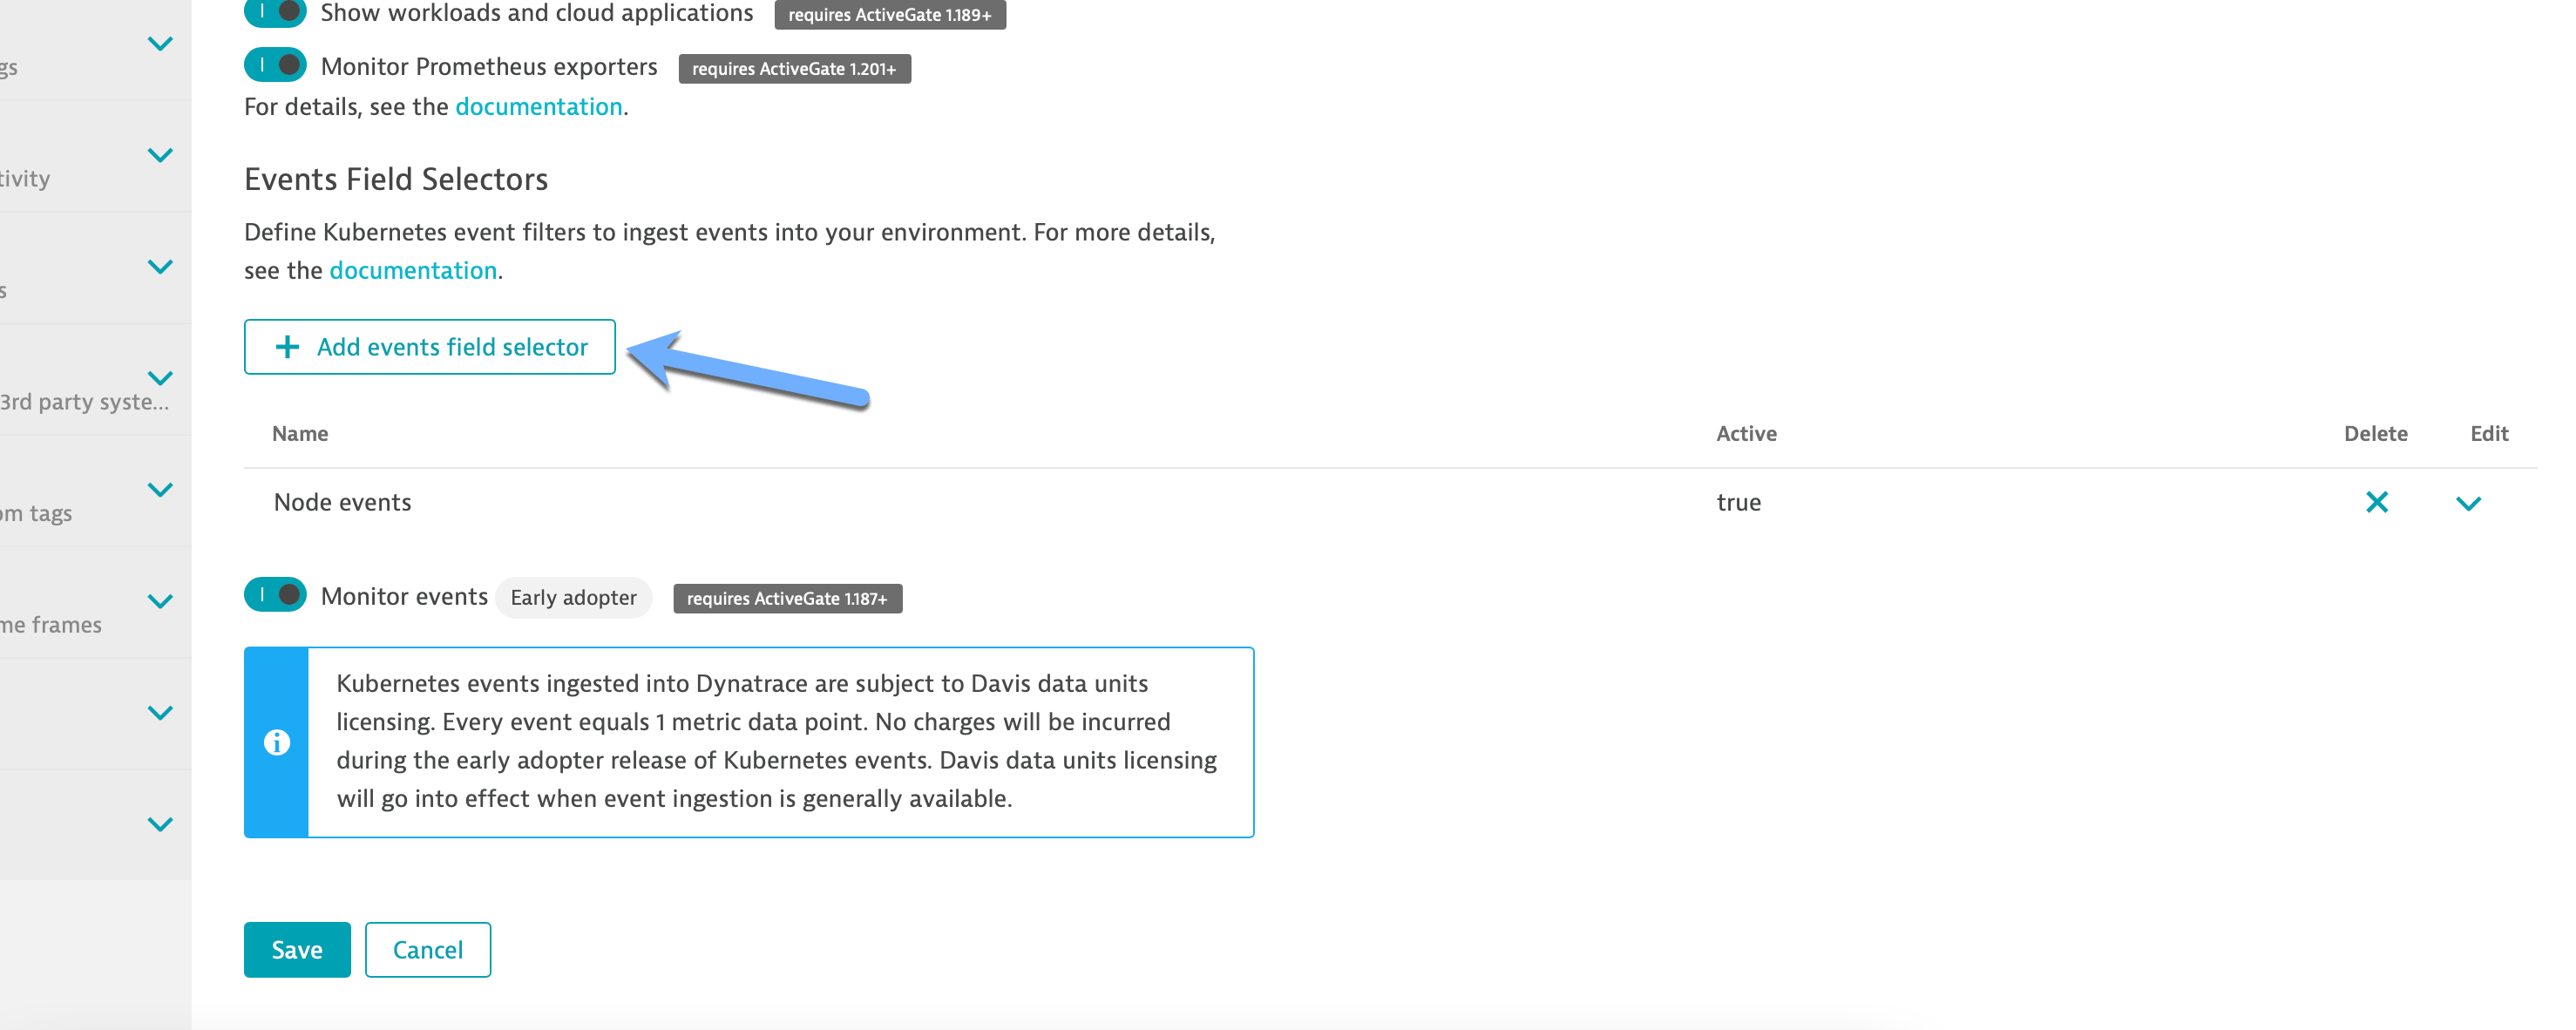 Show workloads and cloud applications requires ActiveGate 1.189+
Monitor Prometheus exporters requires ActiveGate 1.201+
gs
For details, see the documentation.
tivity
Events Field Selectors
Define Kubernetes event filters to ingest events into your environment. For more details,
see the documentation.
s
+ Add events field selector
3rd party syste...
Name Active Delete Edit
Node events true
om tags
Monitor events Early adopter requires ActiveGate 1.187+
me frames
Kubernetes events ingested into Dynatrace are subject to Davis data units
licensing. Every event equals 1 metric data point. No charges will be incurred
during the early adopter release of Kubernetes events. Davis data units licensing
will go into effect when event ingestion is generally available.
Save Cancel